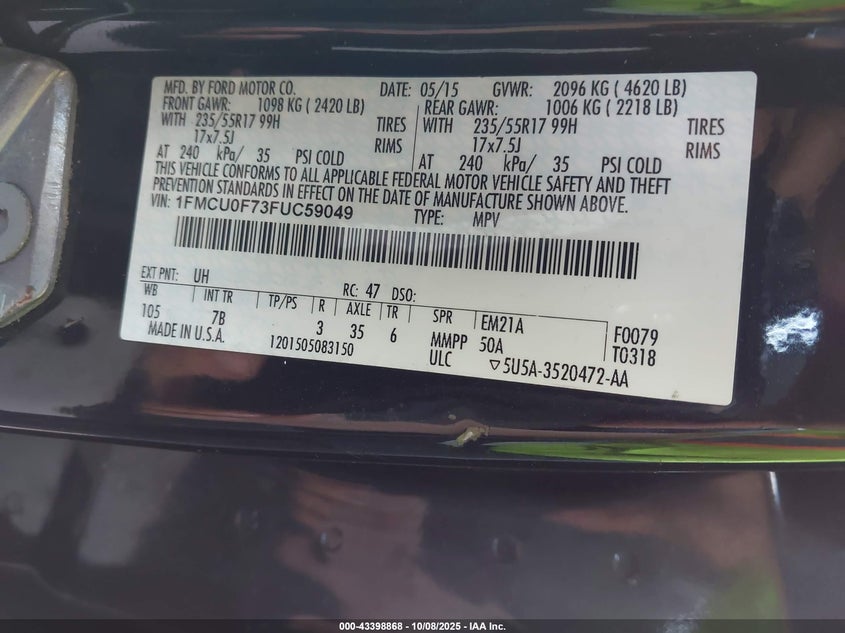 MFD. BY FORD MOTOR CO. DATE: 05/15 GVWR: 2096 KG ( 4620 LB)
FRONT GAWR: 1098 KG ( 2420 LB) REAR GAWR: 1006 KG ( 2218 LB)
WITH 235/55R17 99H TIRES WITH 235/55R17 99H TIRES
17x7.5J RIMS 17x7.5J RIMS
AT 240 kPa/ 35 PSI COLD AT 240 kPa/ 35 PSI COLD
THIS VEHICLE CONFORMS TO ALL APPLICABLE FEDERAL MOTOR VEHICLE SAFETY AND THEFT
PREVENTION STANDARDS IN EFFECT ON THE DATE OF MANUFACTURE SHOWN ABOVE.
VIN: 1FMCU0F73FUC59049 TYPE: MPV
EXT PNT: UH RC: 47 DSO:
WB INT TR TP/PS R AXLE TR SPR EM21A F0079
105 7B 3 35 6 MMPP 50A T0318
MADE IN U.S.A. 1201505083150 ULC ▽5U5A-3520472-AA
000-43398868 - 10/08/2025 - IAA Inc.